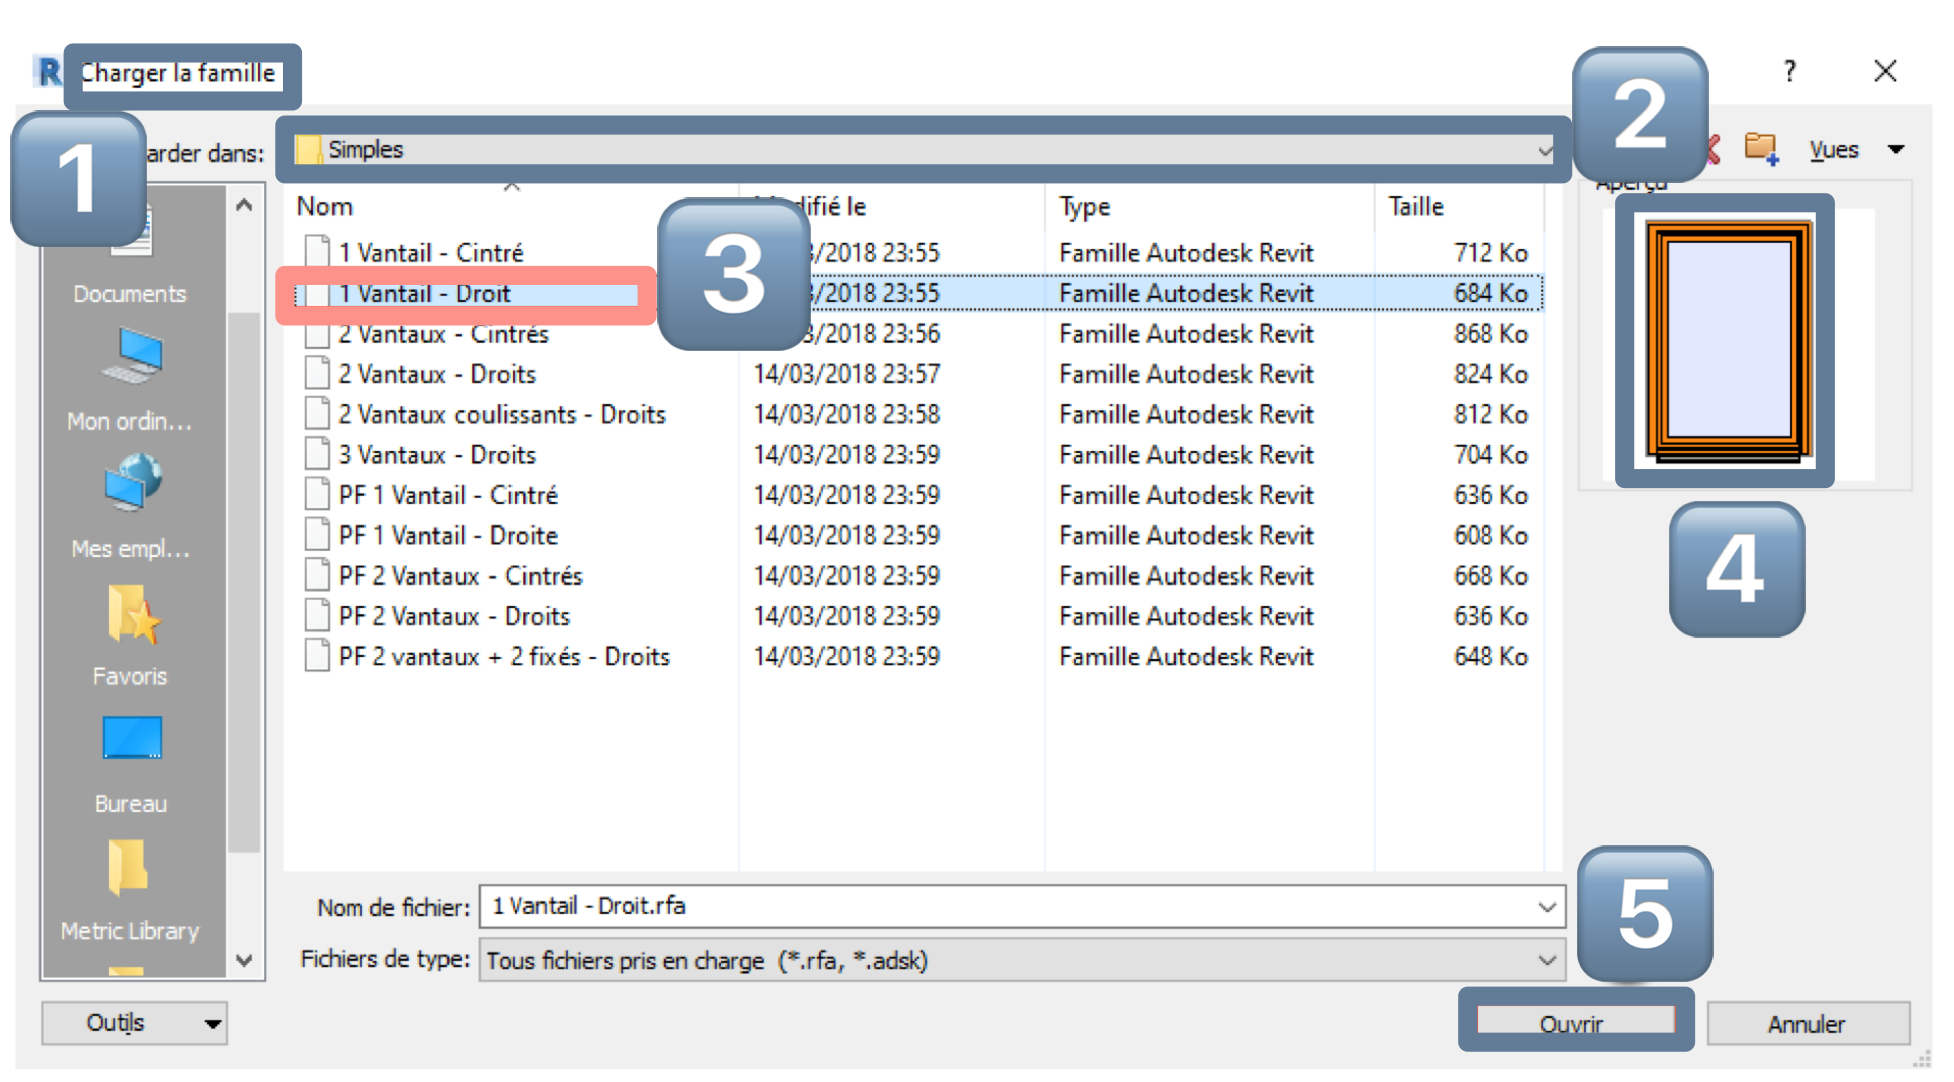 R Charger la famille
?
1
2
arder dans:
Simples
Vues
Aperçu
Nom
difié le
Type
Taille
1 Vantail - Cintré
3
/2018 23:55
Famille Autodesk Revit
712 Ko
1 Vantail - Droit
/2018 23:55
Famille Autodesk Revit
684 Ko
2 Vantaux - Cintrés
3/2018 23:56
Famille Autodesk Revit
868 Ko
2 Vantaux - Droits
14/03/2018 23:57
Famille Autodesk Revit
824 Ko
2 Vantaux coulissants - Droits
14/03/2018 23:58
Famille Autodesk Revit
812 Ko
3 Vantaux - Droits
14/03/2018 23:59
Famille Autodesk Revit
704 Ko
PF 1 Vantail - Cintré
14/03/2018 23:59
Famille Autodesk Revit
636 Ko
PF 1 Vantail - Droite
14/03/2018 23:59
Famille Autodesk Revit
608 Ko
PF 2 Vantaux - Cintrés
14/03/2018 23:59
Famille Autodesk Revit
668 Ko
PF 2 Vantaux - Droits
14/03/2018 23:59
Famille Autodesk Revit
636 Ko
PF 2 vantaux + 2 fixés - Droits
14/03/2018 23:59
Famille Autodesk Revit
648 Ko
4
Documents
Mon ordin...
Mes empl...
Favoris
Bureau
Metric Library
Nom de fichier:
1 Vantail - Droit.rfa
Fichiers de type:
Tous fichiers pris en charge (*.rfa, *.adsk)
5
Outils
Ouvrir
Annuler